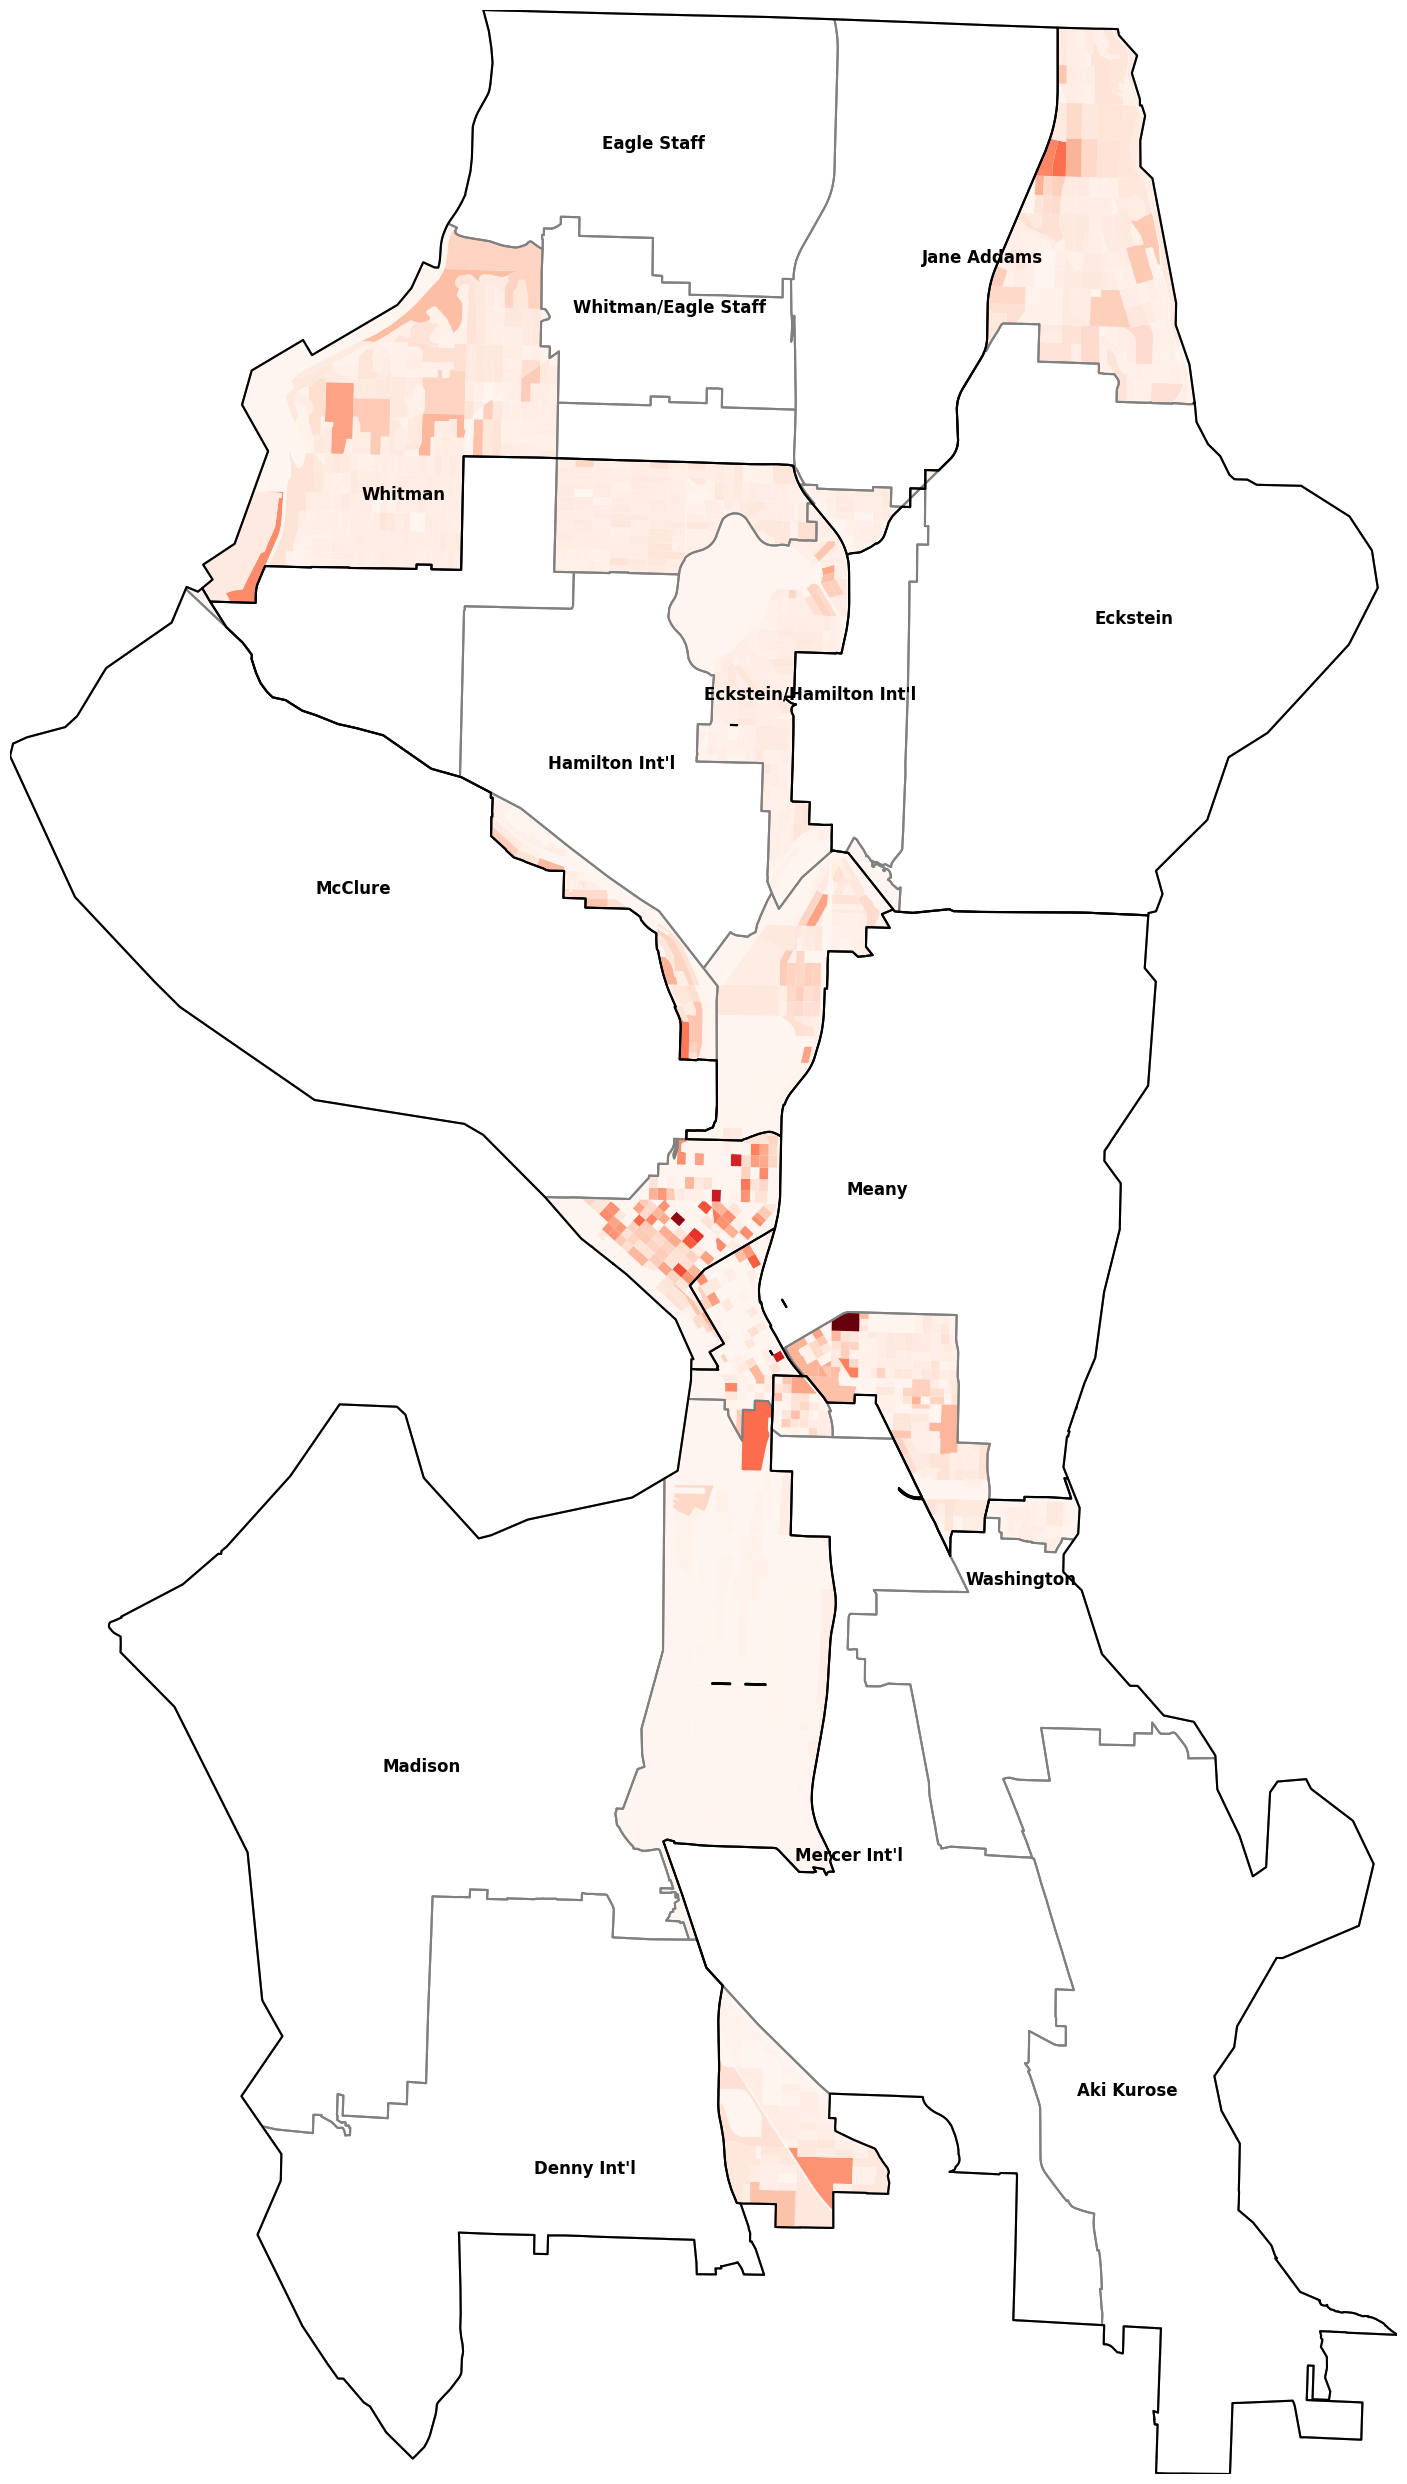 Eagle Staff
Jane Addams
Whitman/Eagle Staff
Whitman
Eckstein
Eckstein/Hamilton Int'l
Hamilton Int'l
McClure
Meany
Washington
Madison
Mercer Int'l
Aki Kurose
Denny Int'l